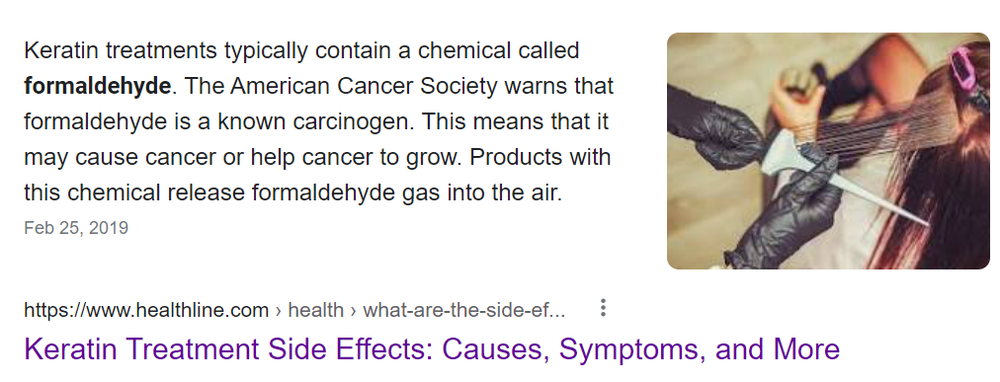 Keratin treatments typically contain a chemical called
formaldehyde. The American Cancer Society warns that
formaldehyde is a known carcinogen. This means that it
may cause cancer or help cancer to grow. Products with
this chemical release formaldehyde gas into the air.
Feb 25, 2019
https://www.healthline.com › health › what-are-the-side-ef...
Keratin Treatment Side Effects: Causes, Symptoms, and More